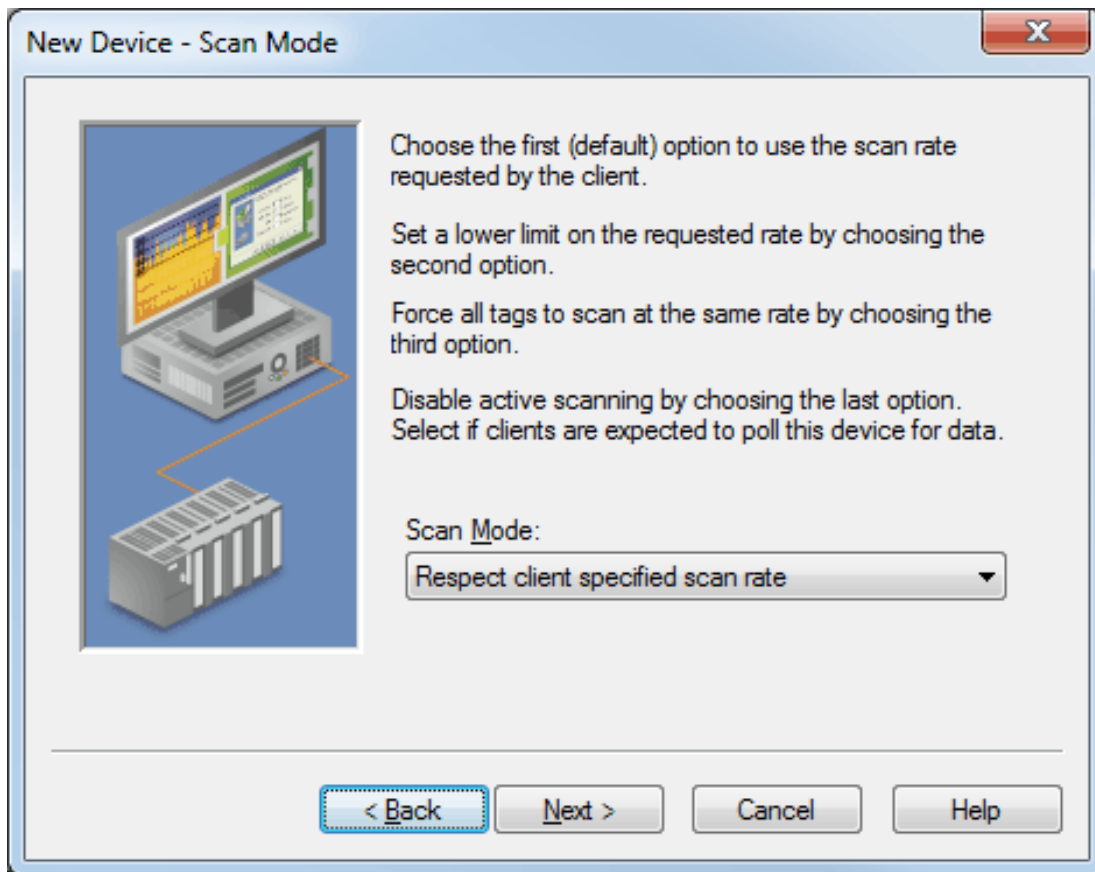 New Device - Scan Mode
Choose the first (default) option to use the scan rate
requested by the client.
Set a lower limit on the requested rate by choosing the
second option.
Force all tags to scan at the same rate by choosing the
third option.
Disable active scanning by choosing the last option.
Select if clients are expected to poll this device for data.
Scan Mode:
Respect client specified scan rate
< Back Next > Cancel Help